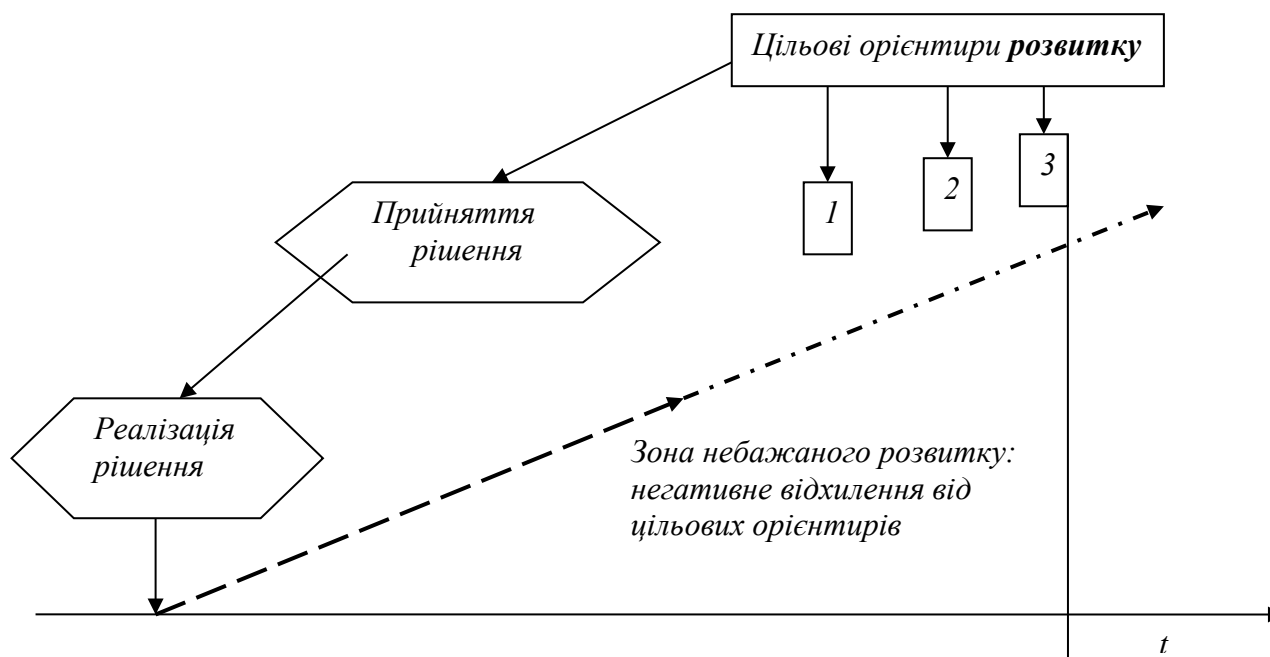 Цільові орієнтири розвитку
1
2
3
Прийняття
рішення
Реалізація
рішення
Зона небажаного розвитку:
негативне відхилення від
цільових орієнтирів
t